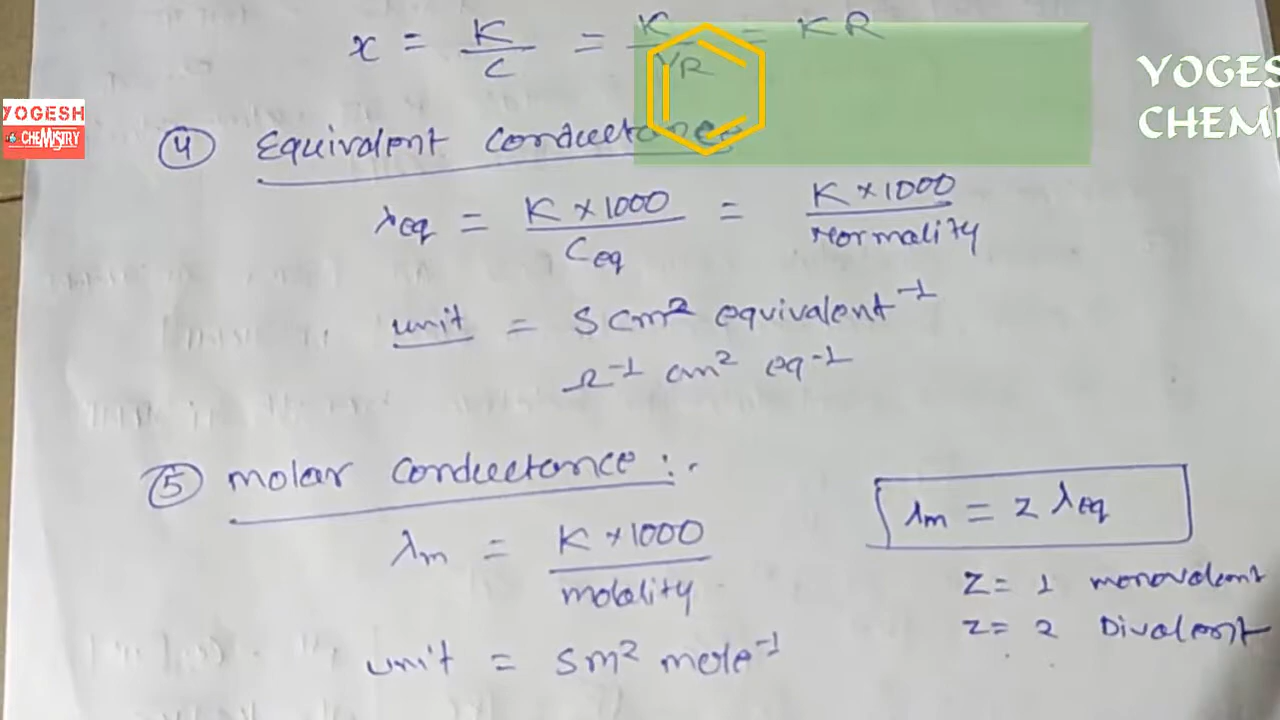 x = K/C = K/1/R = KR
YOGES
CHEMI
YOGESH
CHEMISTRY
④ Equivalent conductance
λeq = K × 1000 / Ceq = K × 1000 / Normality
unit = S cm² equivalent⁻¹
Ω⁻¹ cm² eq⁻¹
⑤ Molar conductance :-
λm = K × 1000 / molality
λm = Z λeq
Z = 1 monovalent
Z = 2 Divalent
unit = Sm² mole⁻¹